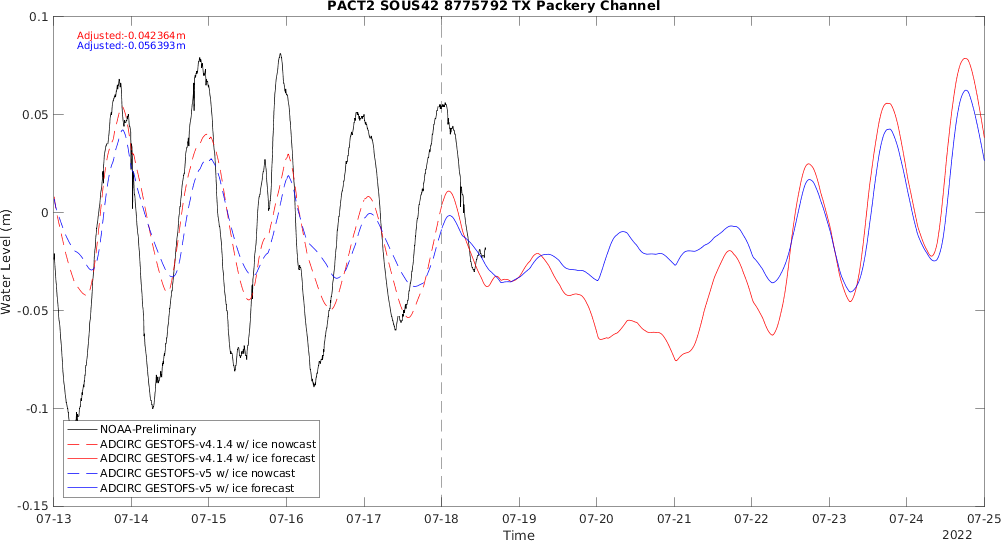 PACT2 SOUS42 8775792 TX Packery Channel
Adjusted:-0.042364m
Adjusted:-0.056393m
0.1
0.05
0
-0.05
-0.1
-0.15
Water Level (m)
NOAA-Preliminary
ADCIRC GESTOFS-v4.1.4 w/ ice nowcast
ADCIRC GESTOFS-v4.1.4 w/ ice forecast
ADCIRC GESTOFS-v5 w/ ice nowcast
ADCIRC GESTOFS-v5 w/ ice forecast
07-13 07-14 07-15 07-16 07-17 07-18 07-19 07-20 07-21 07-22 07-23 07-24 07-25
Time
2022